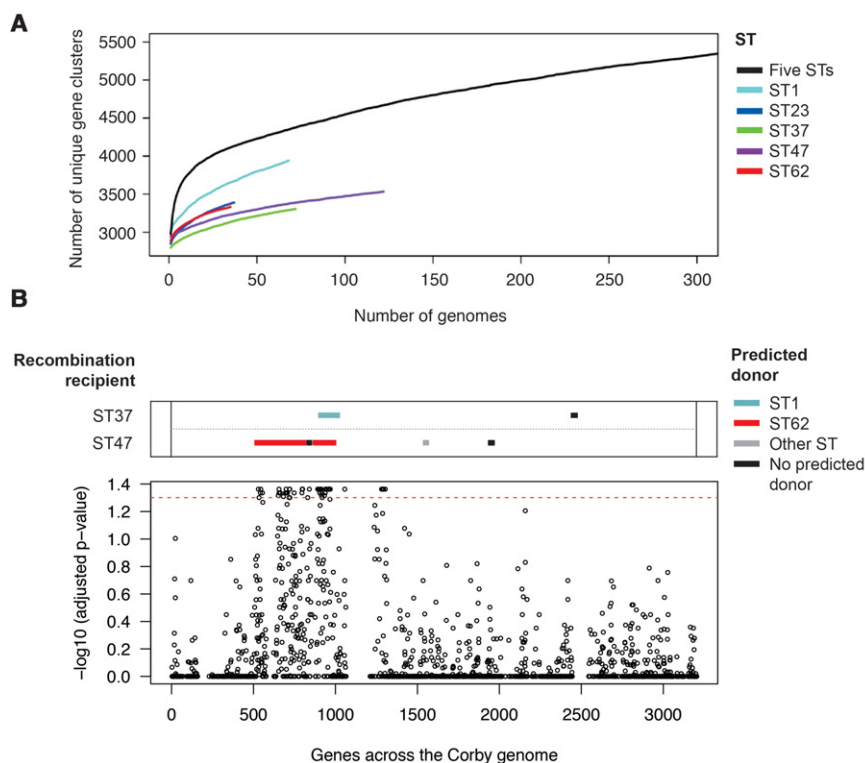 A
Number of unique gene clusters
5500
5000
4500
4000
3500
3000
0 50 100 150 200 250 300
Number of genomes
ST
Five STs
ST1
ST23
ST37
ST47
ST62
B
Recombination
recipient
ST37
ST47
Predicted
donor
ST1
ST62
Other ST
No predicted
donor
−log10 (adjusted p-value)
1.4
1.2
1.0
0.8
0.6
0.4
0.2
0.0
0 500 1000 1500 2000 2500 3000
Genes across the Corby genome